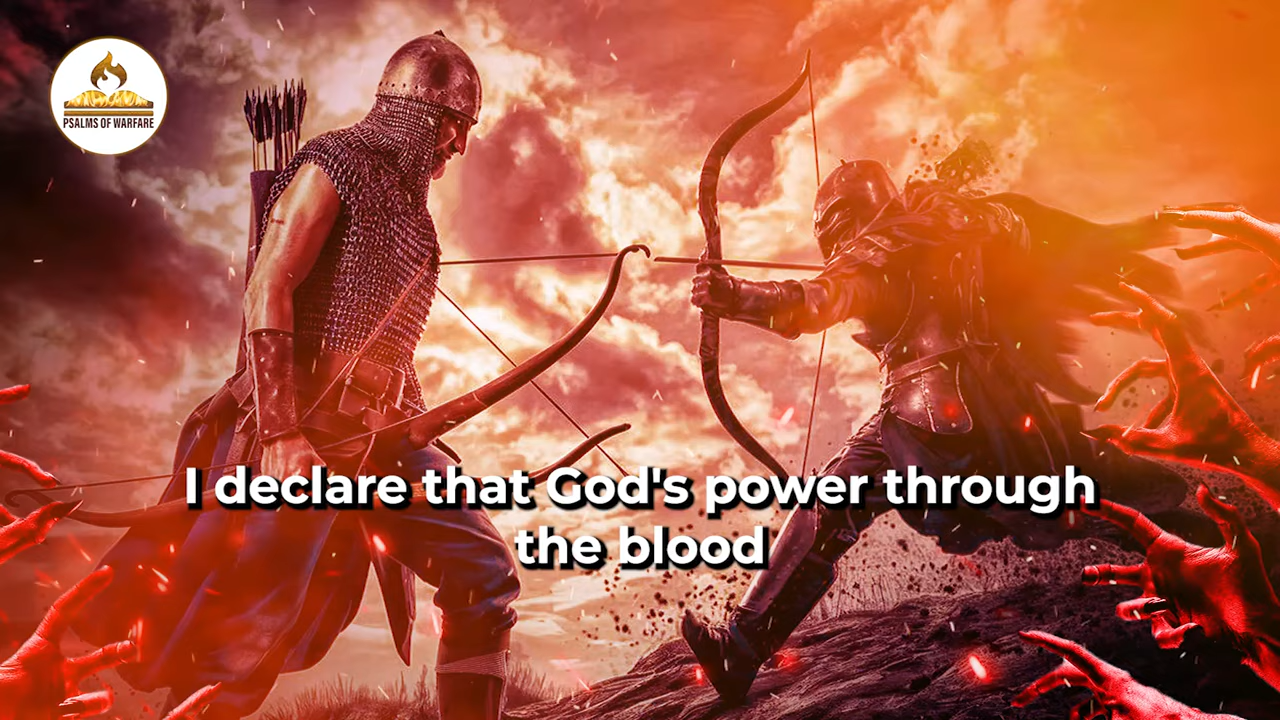 PSALMS OF WARFARE
I declare that God's power through
the blood